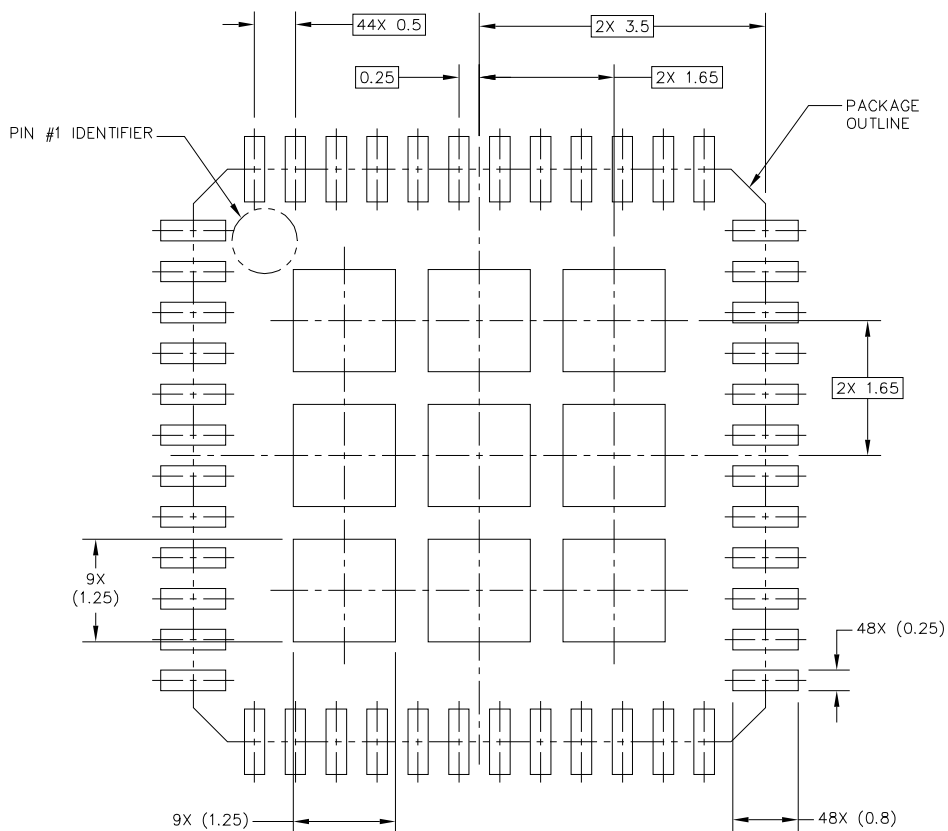 44X 0.5
2X 3.5
0.25
2X 1.65
PIN #1 IDENTIFIER
PACKAGE
OUTLINE
2X 1.65
9X
(1.25)
48X (0.25)
9X (1.25)
48X (0.8)